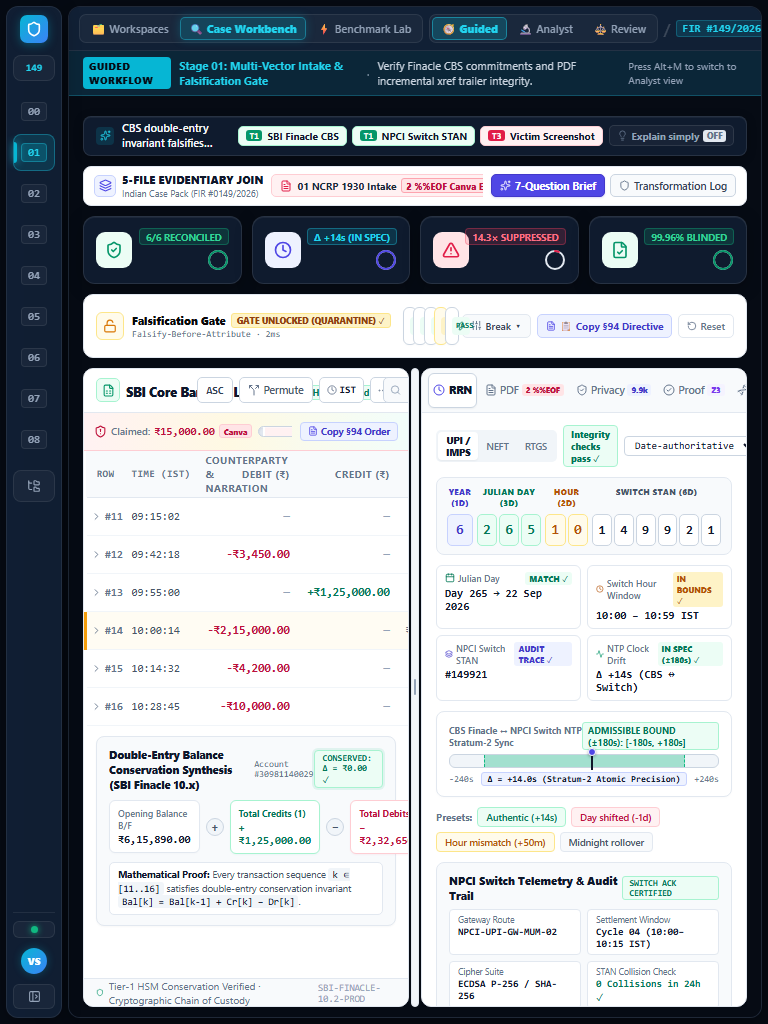 Workspaces Case Workbench Benchmark Lab Guided Analyst Review / FIR #149/2026
149
00
01
02
03
04
05
06
07
08
VS
GUIDED WORKFLOW
Stage 01: Multi-Vector Intake & Falsification Gate
·
Verify Finacle CBS commitments and PDF incremental xref trailer integrity.
Press Alt+M to switch to Analyst view
CBS double-entry invariant falsifies...
T1 SBI Finacle CBS
T1 NPCI Switch STAN
T3 Victim Screenshot
Explain simply OFF
5-FILE EVIDENTIARY JOIN
Indian Case Pack (FIR #0149/2026)
01 NCRP 1930 Intake 2 %%EOF Canva E
7-Question Brief
Transformation Log
6/6 RECONCILED
Δ +14s (IN SPEC)
14.3× SUPPRESSED
99.96% BLINDED
Falsification Gate GATE UNLOCKED (QUARANTINE) ✓
Falsify-Before-Attribute · 2ms
PASS
Break
Copy §94 Directive
Reset
SBI Core Ba
ASC
L
Permute
H
IST
d
Claimed: ₹15,000.00 Canva
Copy §94 Order
ROW TIME (IST) COUNTERPARTY & NARRATION DEBIT (₹) CREDIT (₹)
#11 09:15:02 — —
#12 09:42:18 -₹3,450.00 —
#13 09:55:00 — +₹1,25,000.00
#14 10:00:14 -₹2,15,000.00 —
#15 10:14:32 -₹4,200.00 —
#16 10:28:45 -₹10,000.00 —
Double-Entry Balance Conservation Synthesis (SBI Finacle 10.x)
Account #30981140029
CONSERVED: Δ = ₹0.00 ✓
Opening Balance B/F
₹6,15,890.00
+
Total Credits (1)
+
₹1,25,000.00
−
Total Debits
−
₹2,32,65
Mathematical Proof: Every transaction sequence k ∈
[11..16] satisfies double-entry conservation invariant
Bal[k] = Bal[k-1] + Cr[k] − Dr[k] .
Tier-1 HSM Conservation Verified · Cryptographic Chain of Custody
SBI-FINACLE-10.2-PROD
RRN PDF 2 %%EOF Privacy 9.9k Proof Z3
UPI / IMPS NEFT RTGS
Integrity checks pass ✓
Date-authoritative
YEAR (1D) JULIAN DAY (3D) HOUR (2D) SWITCH STAN (6D)
6 2 6 5 1 0 1 4 9 9 2 1
Julian Day MATCH ✓
Day 265 → 22 Sep 2026
Switch Hour Window IN BOUNDS ✓
10:00 – 10:59 IST
NPCI Switch STAN AUDIT TRACE ✓
#149921
NTP Clock Drift IN SPEC (±180s) ✓
Δ +14s (CBS ↔ Switch)
CBS Finacle ↔ NPCI Switch NTP Stratum-2 Sync
ADMISSIBLE BOUND (±180s): [-180s, +180s]
-240s Δ = +14.0s (Stratum-2 Atomic Precision) +240s
Presets: Authentic (+14s) Day shifted (-1d)
Hour mismatch (+50m) Midnight rollover
NPCI Switch Telemetry & Audit Trail
SWITCH ACK CERTIFIED
Gateway Route
NPCI-UPI-GW-MUM-02
Settlement Window
Cycle 04 (10:00–10:15 IST)
Cipher Suite
ECDSA P-256 / SHA-256
STAN Collision Check
0 Collisions in 24h ✓